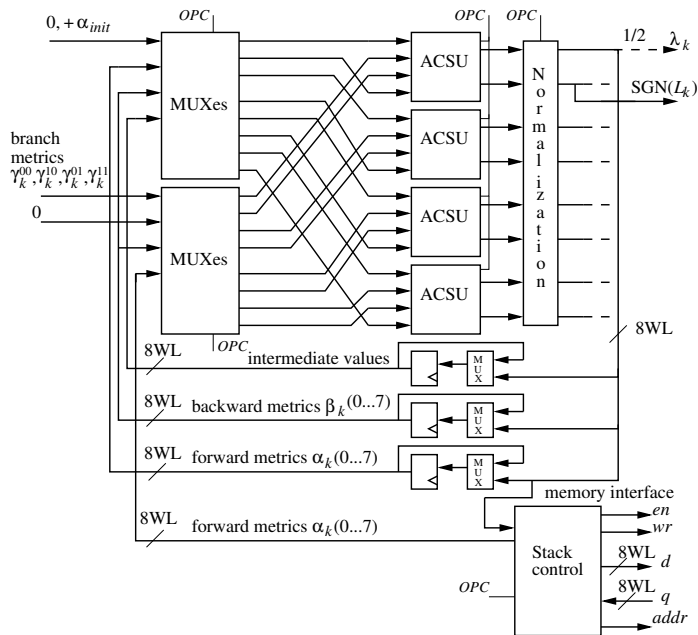 OPC OPC OPC
0, +α_init
1/2 λ_k
MUXes
ACSU
SGN(L_k)
Normalization
ACSU
branch
metrics
γ_k^00, γ_k^10, γ_k^01, γ_k^11
0
MUXes
ACSU
ACSU
OPC
8WL
8WL intermediate values
MUX
8WL backward metrics β_k(0...7)
MUX
8WL forward metrics α_k(0...7)
MUX
memory interface
8WL forward metrics α_k(0...7)
en
wr
Stack
control
8WL d
OPC
8WL q
addr